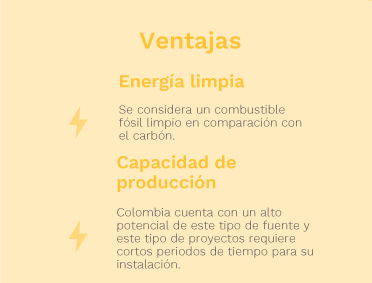 Ventajas
Energía limpia
Se considera un combustible
fósil limpio en comparación con
el carbón.
Capacidad de
producción
Colombia cuenta con un alto
potencial de este tipo de fuente y
este tipo de proyectos requiere
cortos periodos de tiempo para su
instalación.